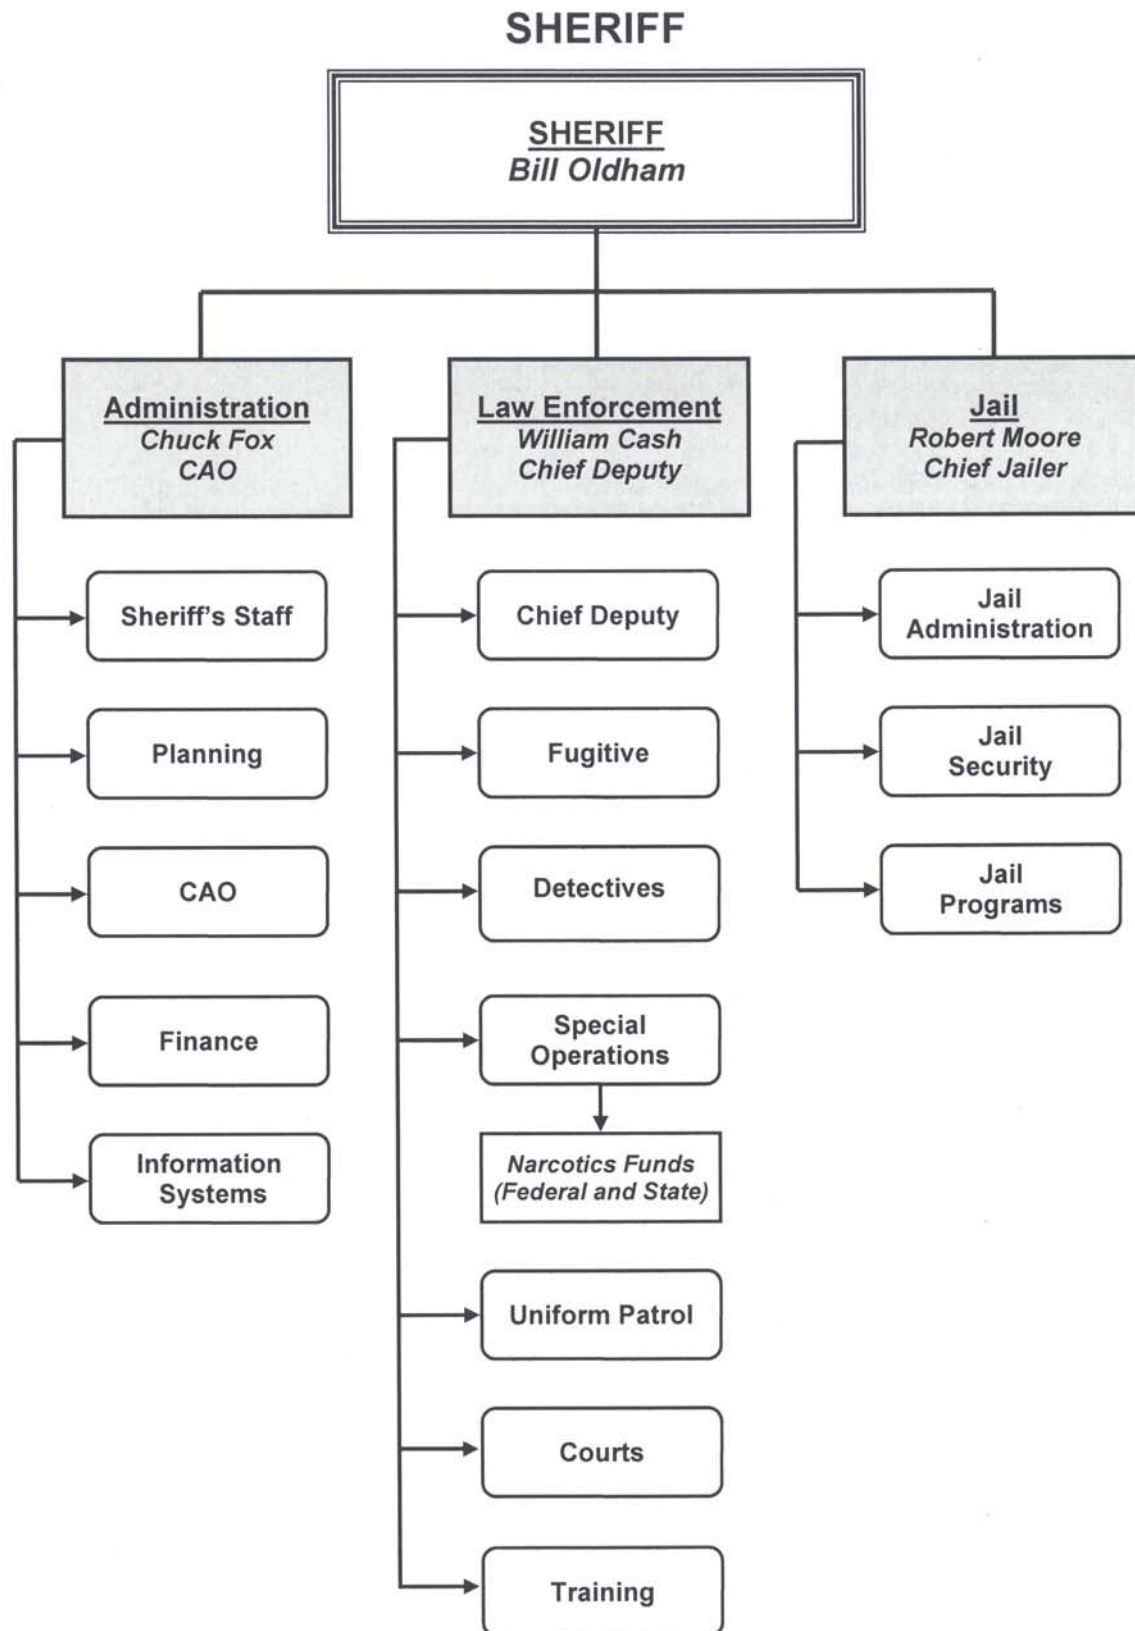 SHERIFF
SHERIFF
Bill Oldham
Administration
Chuck Fox
CAO
Sheriff's Staff
Planning
CAO
Finance
Information
Systems
Law Enforcement
William Cash
Chief Deputy
Chief Deputy
Fugitive
Detectives
Special
Operations
Narcotics Funds
(Federal and State)
Uniform Patrol
Courts
Training
Jail
Robert Moore
Chief Jailer
Jail
Administration
Jail
Security
Jail
Programs